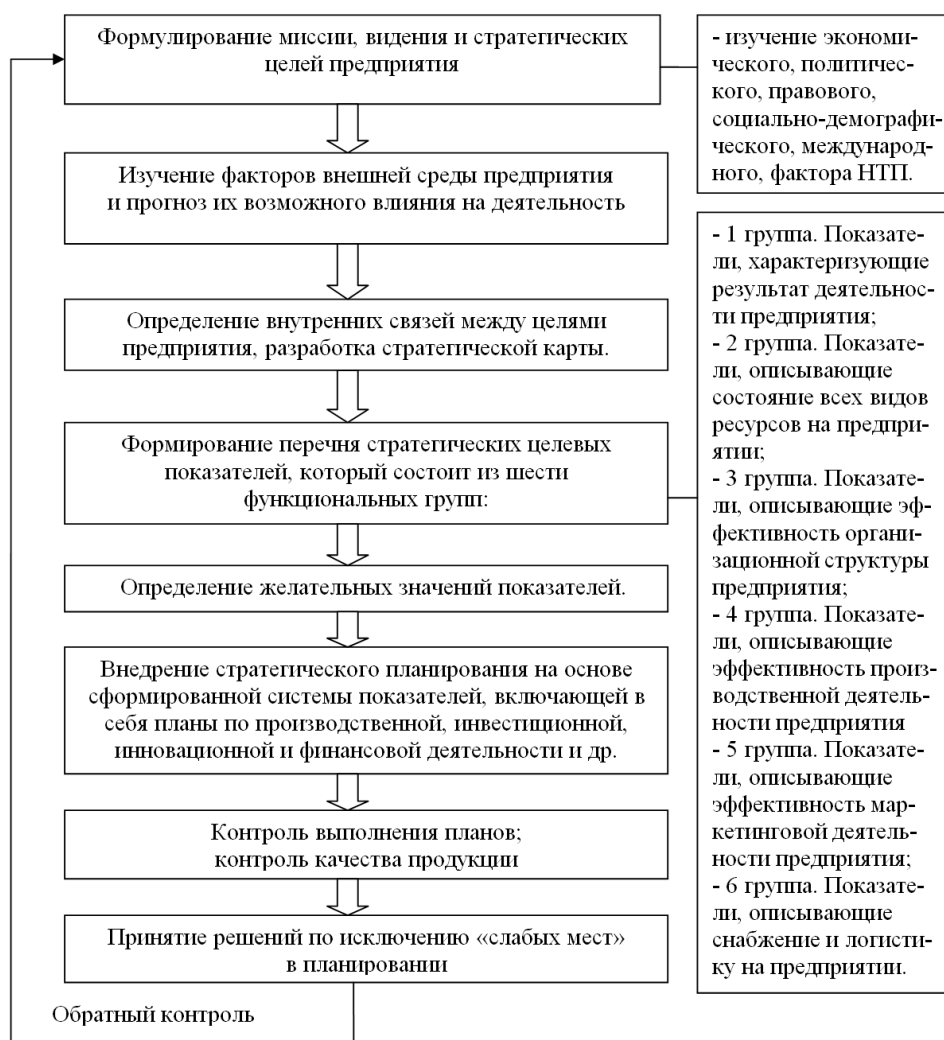 Формулирование миссии, видения и стратегических
целей предприятия
Изучение факторов внешней среды предприятия
и прогноз их возможного влияния на деятельность
Определение внутренних связей между целями
предприятия, разработка стратегической карты.
Формирование перечня стратегических целевых
показателей, который состоит из шести
функциональных групп:
Определение желательных значений показателей.
Внедрение стратегического планирования на основе
сформированной системы показателей, включающей в
себя планы по производственной, инвестиционной,
инновационной и финансовой деятельности и др.
Контроль выполнения планов;
контроль качества продукции
Принятие решений по исключению «слабых мест»
в планировании
Обратный контроль
- изучение экономи-
ческого, политичес-
кого, правового,
социально-демографи-
ческого, международ-
ного, фактора НТП.
- 1 группа. Показате-
ли, характеризующие
результат деятельнос-
ти предприятия;
- 2 группа. Показате-
ли, описывающие
состояние всех видов
ресурсов на предпри-
ятии;
- 3 группа. Показате-
ли, описывающие эф-
фективность органи-
зационной структуры
предприятия;
- 4 группа. Показате-
ли, описывающие
эффективность произ-
водственной деятель-
ности предприятия
- 5 группа. Показате-
ли, описывающие
эффективность мар-
кетинговой деятель-
ности предприятия;
- 6 группа. Показате-
ли, описывающие
снабжение и логисти-
ку на предприятии.